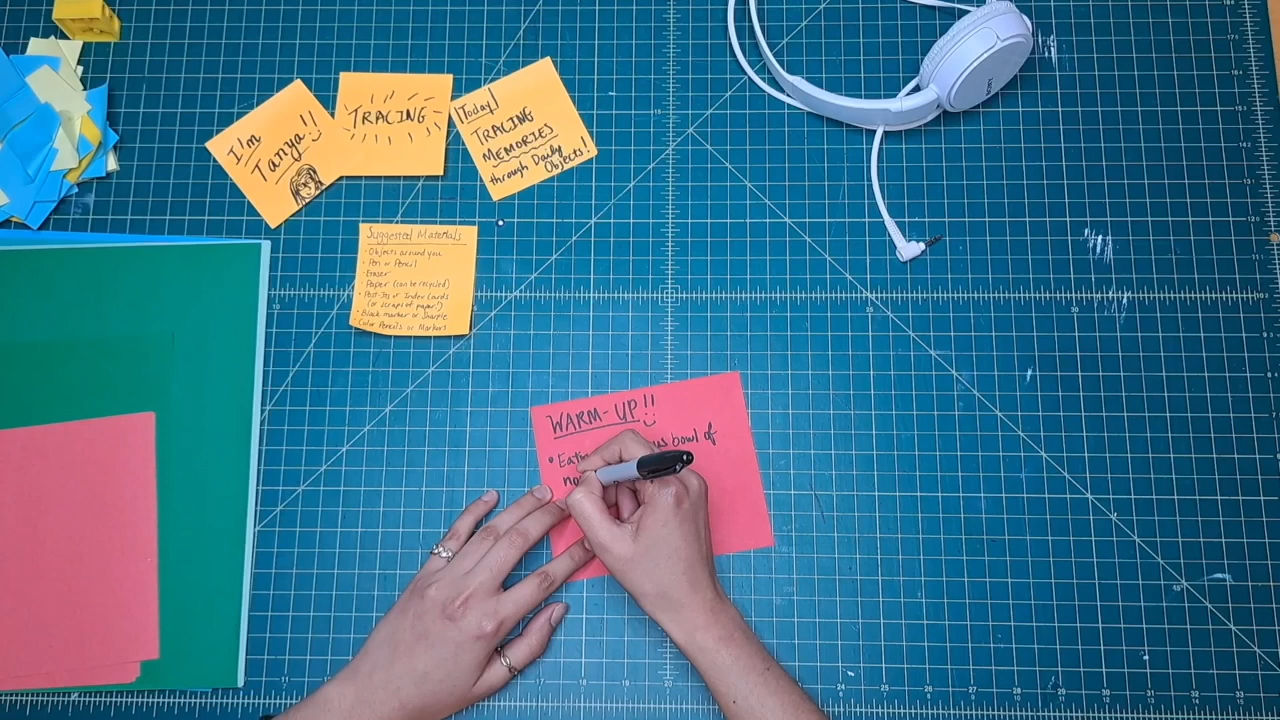 I'm
Tanya!!
TRACING
Today
TRACING
MEMORIES
through Daily
Objects!
Suggested Materials
• Objects around you
• Pen or Pencil
• Eraser
• Paper (can be recycled)
• Post-Its or Index Cards
(or scraps of paper!)
• Black marker or Sharpie
• Color Pencils or Markers
WARM-UP!!
bowl of
SONY